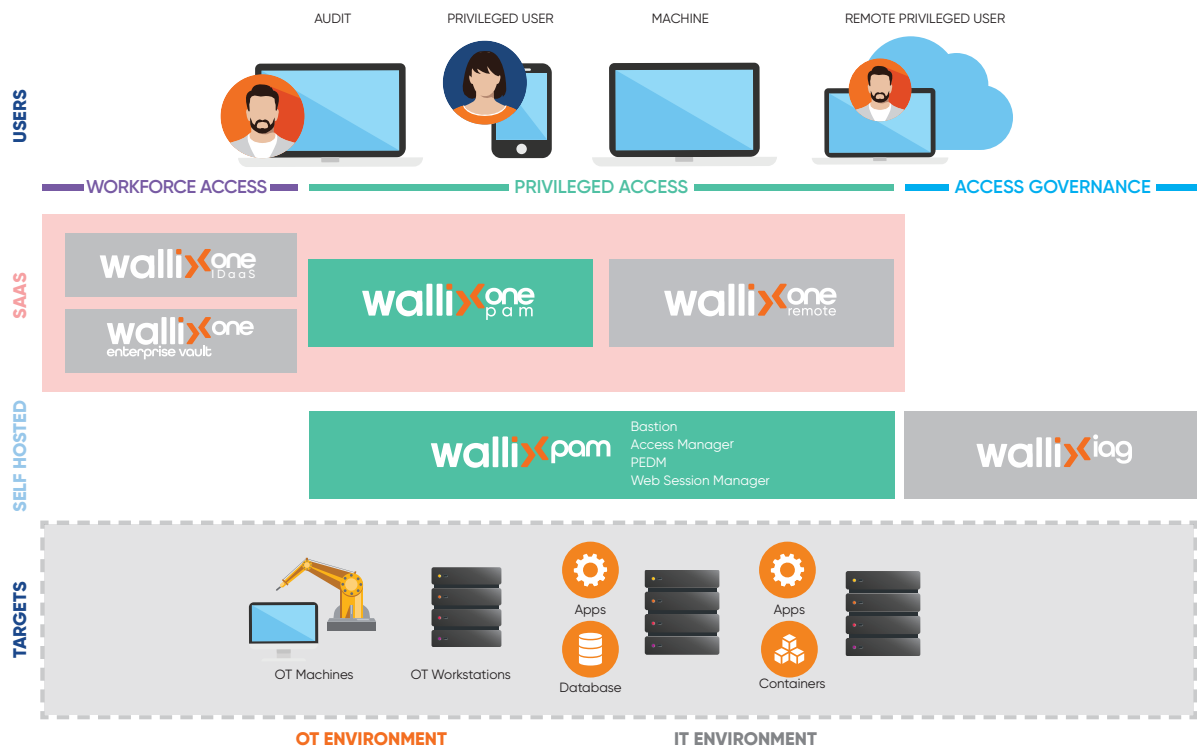 AUDIT
PRIVILEGED USER
MACHINE
REMOTE PRIVILEGED USER
USERS
WORKFORCE ACCESS
PRIVILEGED ACCESS
ACCESS GOVERNANCE
SAAS
wallix one
IDaaS
wallix one
enterprise vault
wallix one
pam
wallix one
remote
SELF HOSTED
wallix pam
Bastion
Access Manager
PEDM
Web Session Manager
wallix iag
TARGETS
OT Machines
OT Workstations
Apps
Database
Apps
Containers
OT ENVIRONMENT
IT ENVIRONMENT